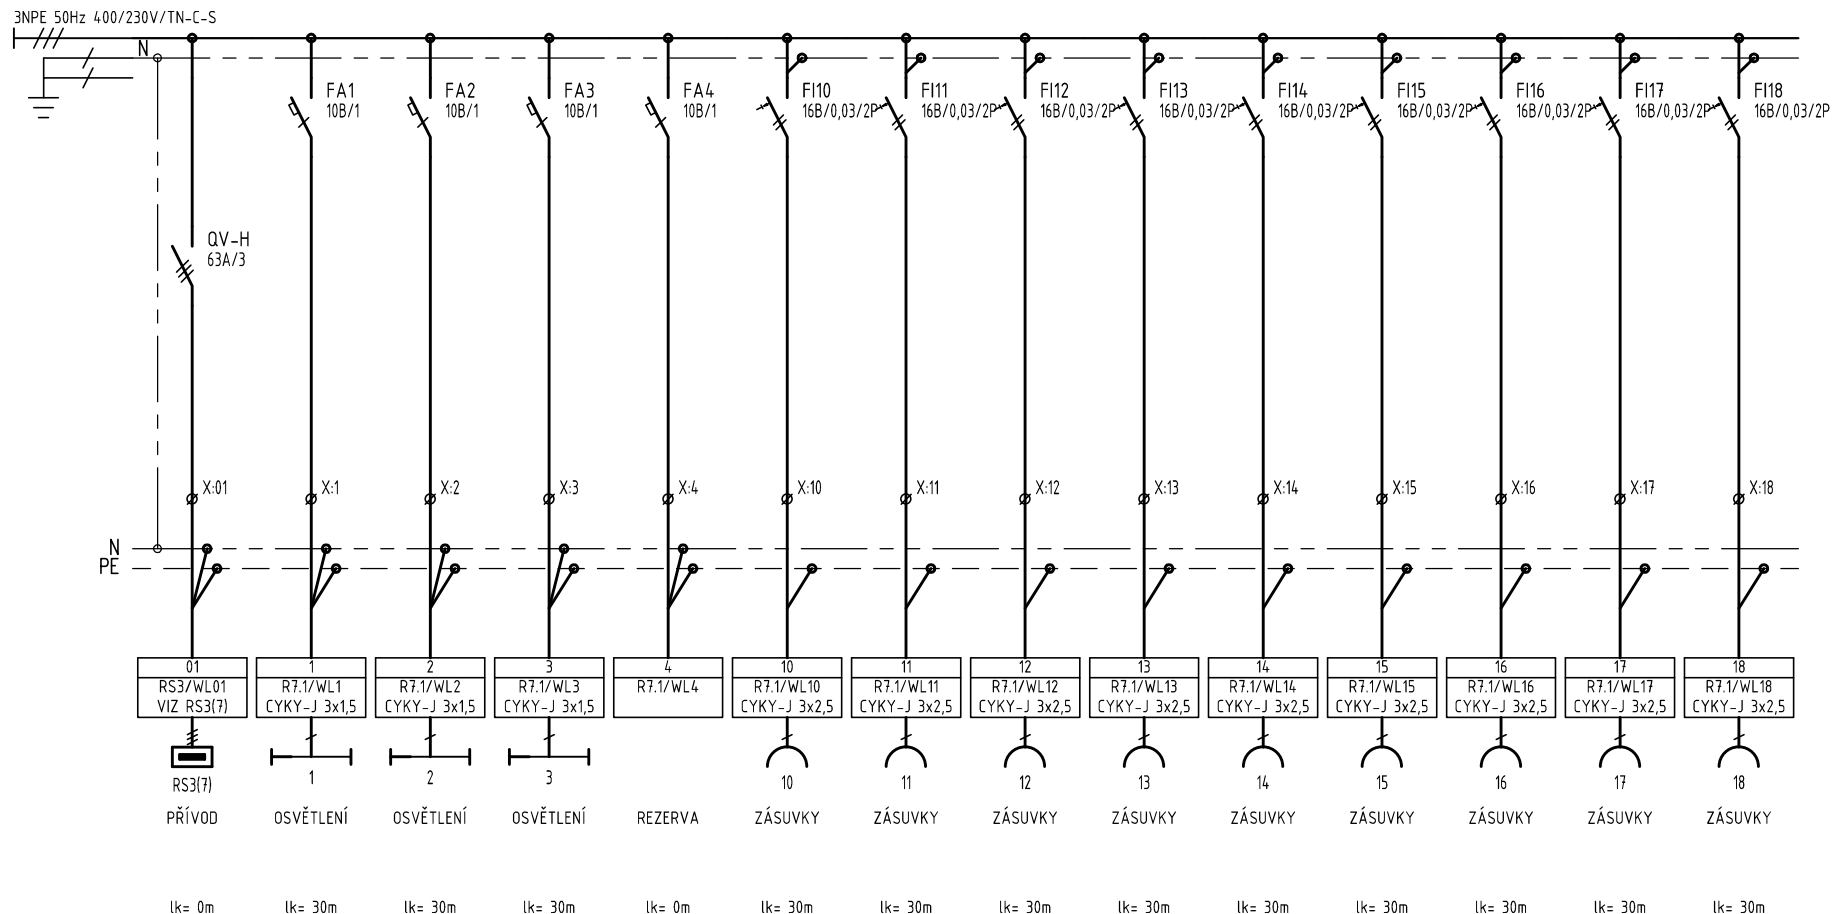 3NPE 50Hz 400/230V/TN-C-S
N
FA1 FA2 FA3 FA4 FI10 FI11 FI12 FI13 FI14 FI15 FI16 FI17 FI18
10B/1 10B/1 10B/1 10B/1 16B/0,03/2P 16B/0,03/2P 16B/0,03/2P 16B/0,03/2P 16B/0,03/2P 16B/0,03/2P 16B/0,03/2P 16B/0,03/2P 16B/0,03/2P
QV-H
63A/3
X:01 X:1 X:2 X:3 X:4 X:10 X:11 X:12 X:13 X:14 X:15 X:16 X:17 X:18
N
PE
01 1 2 3 4 10 11 12 13 14 15 16 17 18
RS3/WL01 R7.1/WL1 R7.1/WL2 R7.1/WL3 R7.1/WL4 R7.1/WL10 R7.1/WL11 R7.1/WL12 R7.1/WL13 R7.1/WL14 R7.1/WL15 R7.1/WL16 R7.1/WL17 R7.1/WL18
VIZ RS3(7) CYKY-J 3x1,5 CYKY-J 3x1,5 CYKY-J 3x1,5 CYKY-J 3x2,5 CYKY-J 3x2,5 CYKY-J 3x2,5 CYKY-J 3x2,5 CYKY-J 3x2,5 CYKY-J 3x2,5 CYKY-J 3x2,5 CYKY-J 3x2,5 CYKY-J 3x2,5
RS3(7) 1 2 3 10 11 12 13 14 15 16 17 18
PŘÍVOD OSVĚTLENÍ OSVĚTLENÍ OSVĚTLENÍ REZERVA ZÁSUVKY ZÁSUVKY ZÁSUVKY ZÁSUVKY ZÁSUVKY ZÁSUVKY ZÁSUVKY ZÁSUVKY ZÁSUVKY
lk= 0m lk= 30m lk= 30m lk= 30m lk= 0m lk= 30m lk= 30m lk= 30m lk= 30m lk= 30m lk= 30m lk= 30m lk= 30m lk= 30m